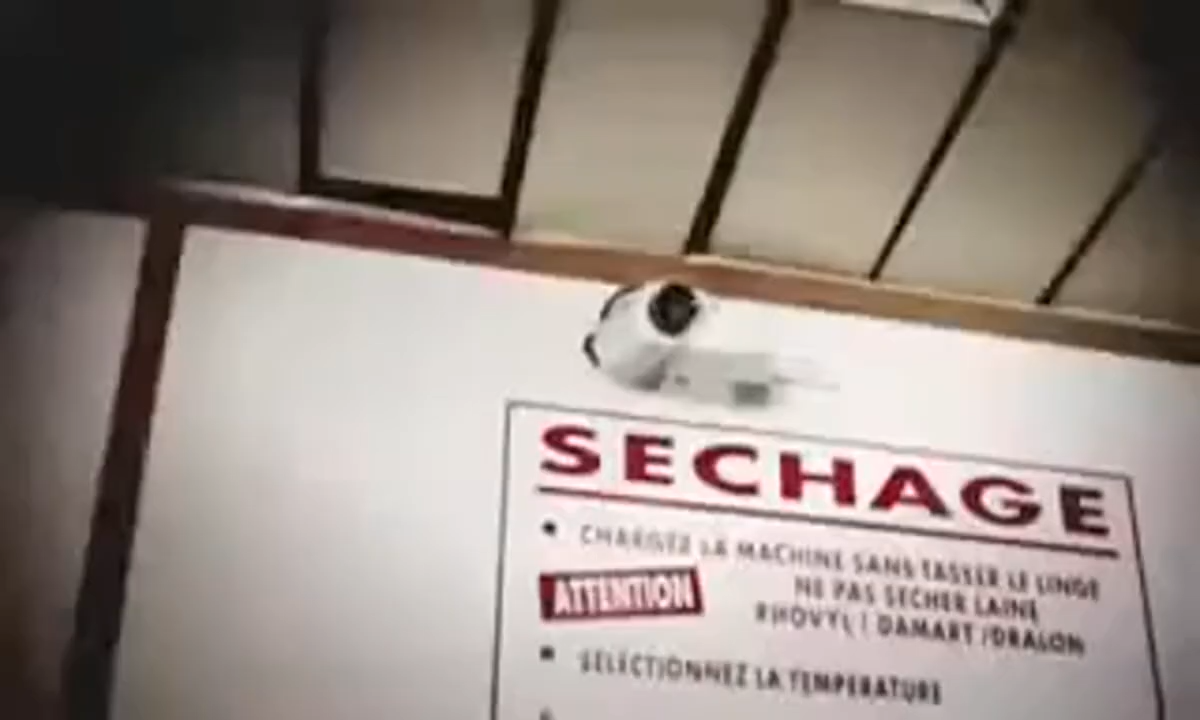 SECHAGE
• CHARGEZ LA MACHINE SANS TASSER LE LINGE
ATTENTION NE PAS SECHER LAINE
RHOVYL / DAMART / DRALON
• SELECTIONNEZ LA TEMPERATURE